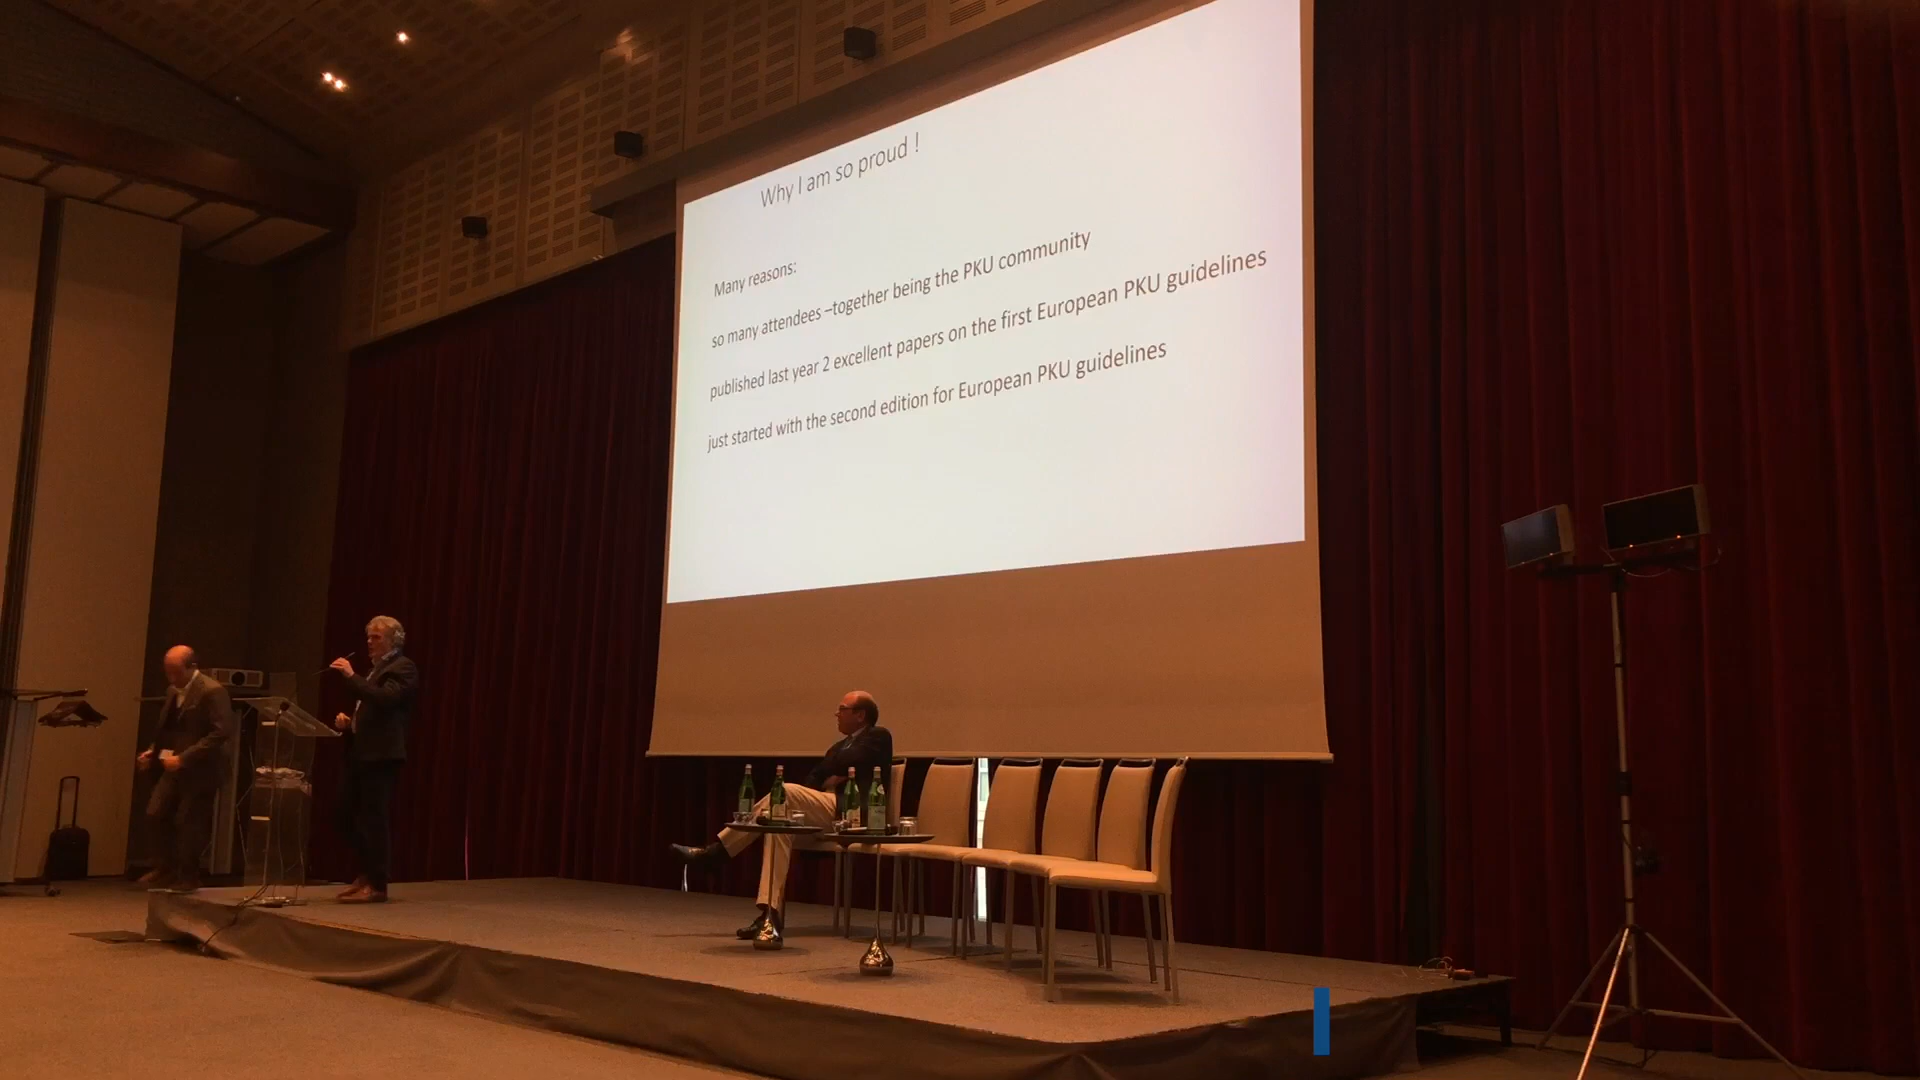 Why I am so proud !
Many reasons:
so many attendees –together being the PKU community
published last year 2 excellent papers on the first European PKU guidelines
just started with the second edition for European PKU guidelines